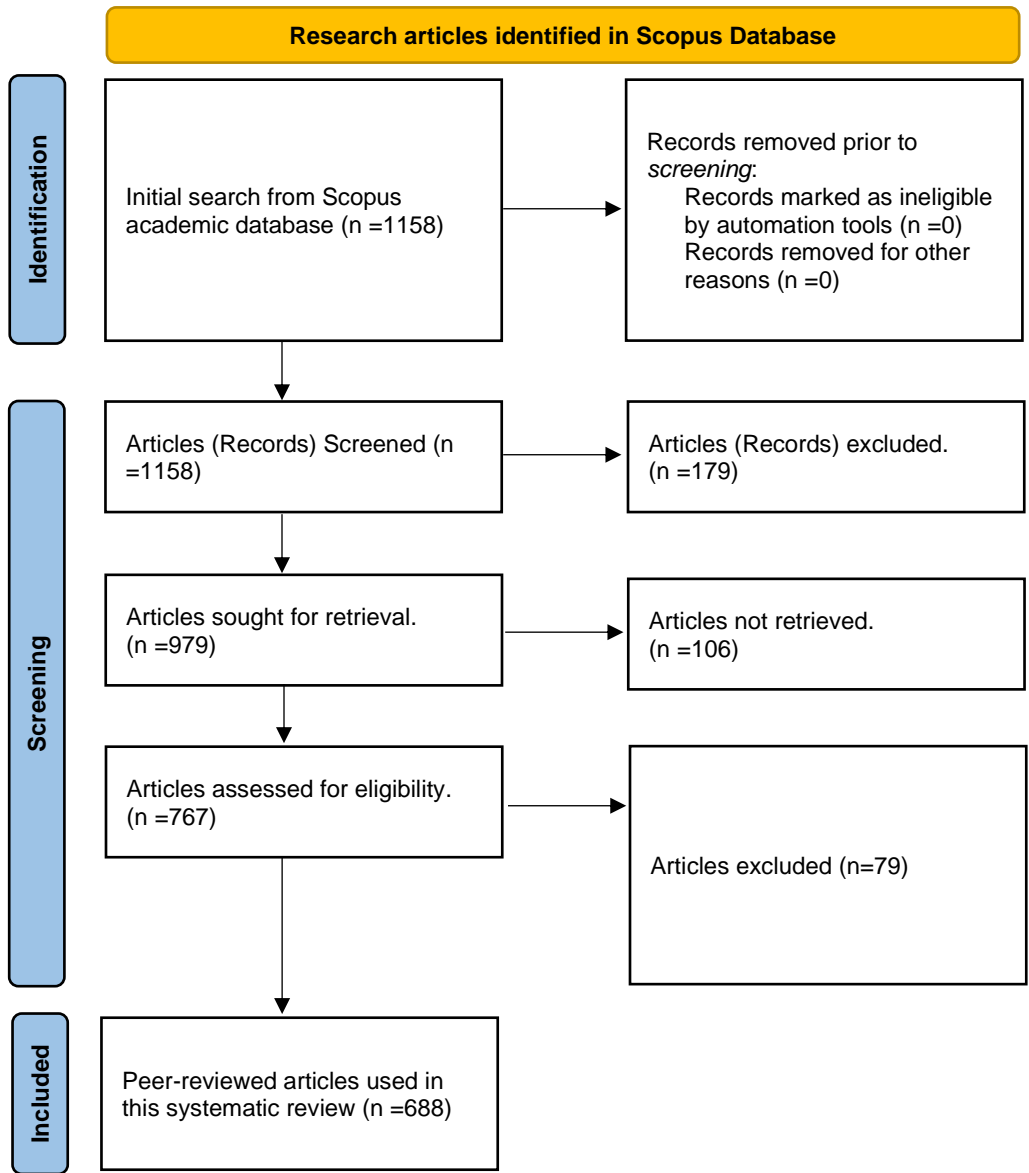 Research articles identified in Scopus Database
Identification
Initial search from Scopus
academic database (n =1158)
Records removed prior to
screening:
Records marked as ineligible
by automation tools (n =0)
Records removed for other
reasons (n =0)
Screening
Articles (Records) Screened (n
=1158)
Articles (Records) excluded.
(n =179)
Articles sought for retrieval.
(n =979)
Articles not retrieved.
(n =106)
Articles assessed for eligibility.
(n =767)
Articles excluded (n=79)
Included
Peer-reviewed articles used in
this systematic review (n =688)